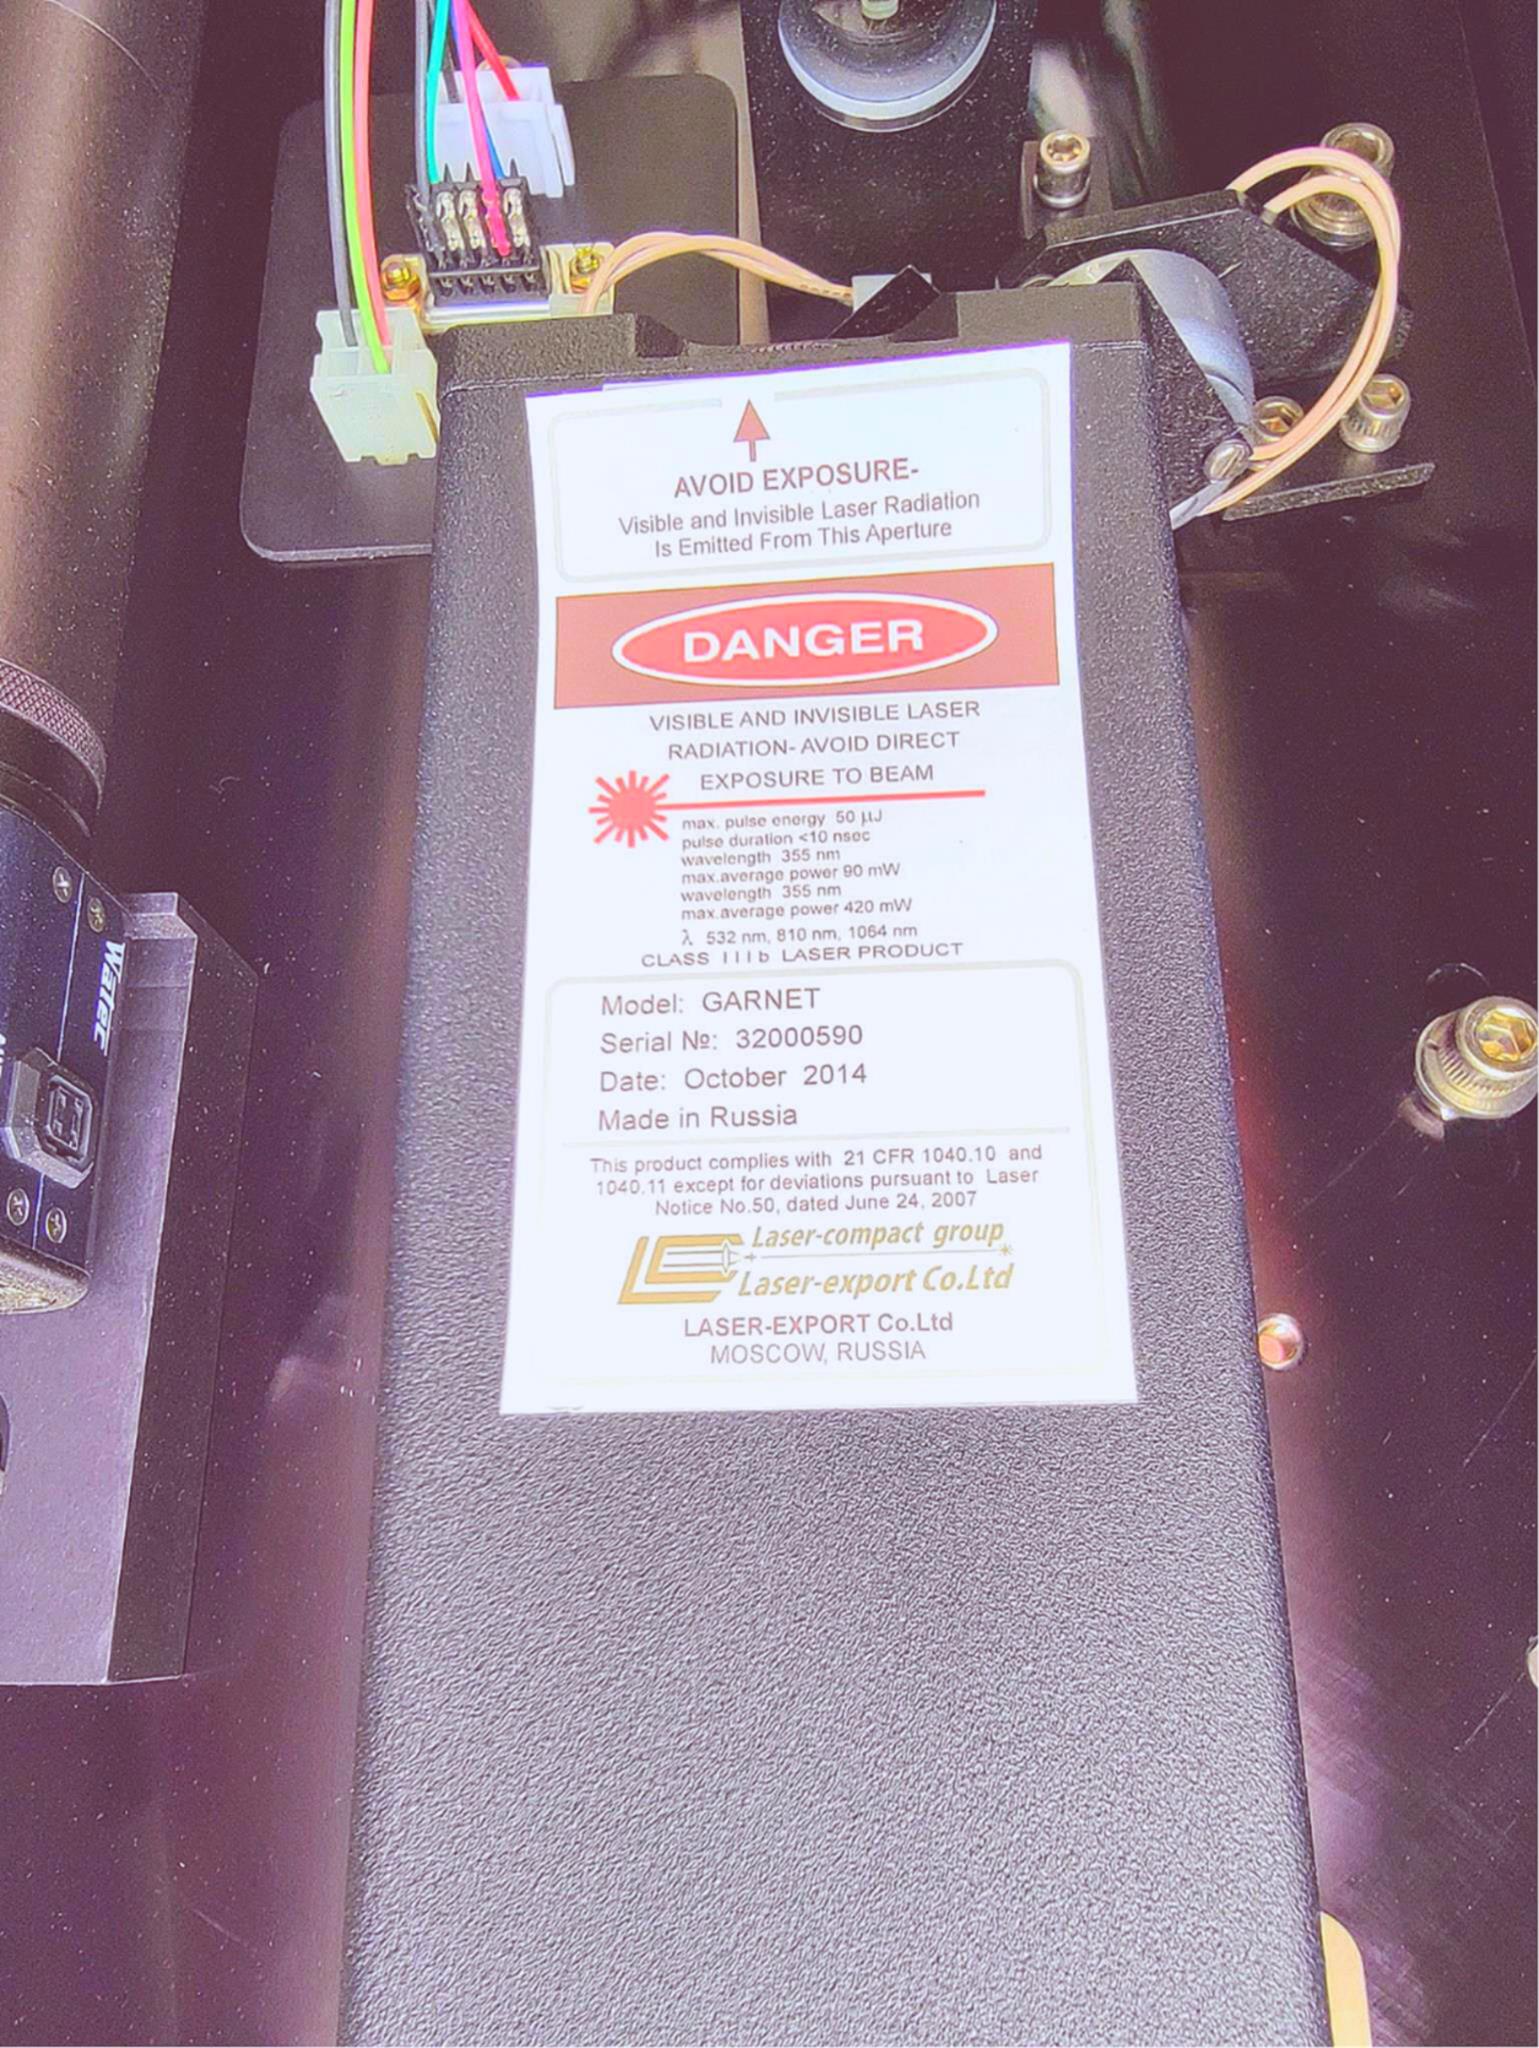 AVOID EXPOSURE-
Visible and Invisible Laser Radiation
Is Emitted From This Aperture
DANGER
VISIBLE AND INVISIBLE LASER
RADIATION- AVOID DIRECT
EXPOSURE TO BEAM
max. pulse energy 50 µJ
pulse duration <10 nsec
wavelength 355 nm
max.average power 90 mW
wavelength 355 nm
max.average power 420 mW
λ 532 nm, 810 nm, 1064 nm
CLASS IIIb LASER PRODUCT
Model: GARNET
Serial №: 32000590
Date: October 2014
Made in Russia
This product complies with 21 CFR 1040.10 and
1040.11 except for deviations pursuant to Laser
Notice No.50, dated June 24, 2007
Laser-compact group
Laser-export Co.Ltd
LASER-EXPORT Co.Ltd
MOSCOW, RUSSIA
Watec